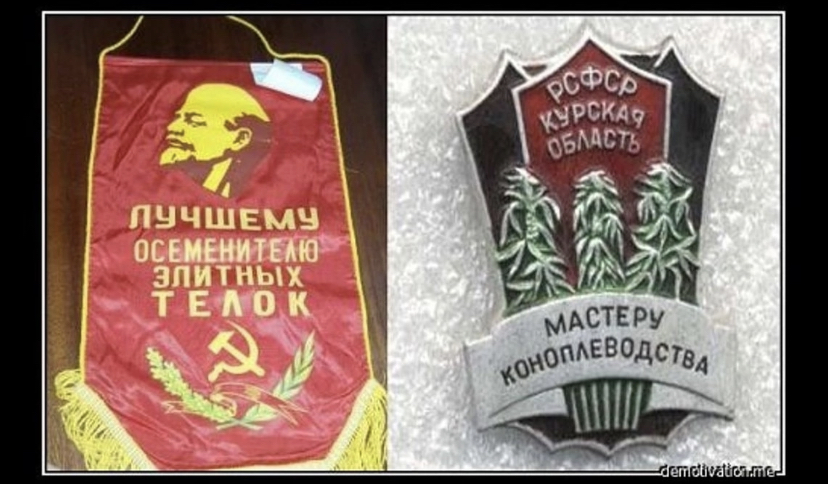 ЛУЧШЕМУ
ОСЕМЕНИТЕЛЮ
ЭЛИТНЫХ
ТЕЛОК
РСФСР
КУРСКАЯ
ОБЛАСТЬ
МАСТЕРУ
КОНОПЛЕВОДСТВА
demotivation.me